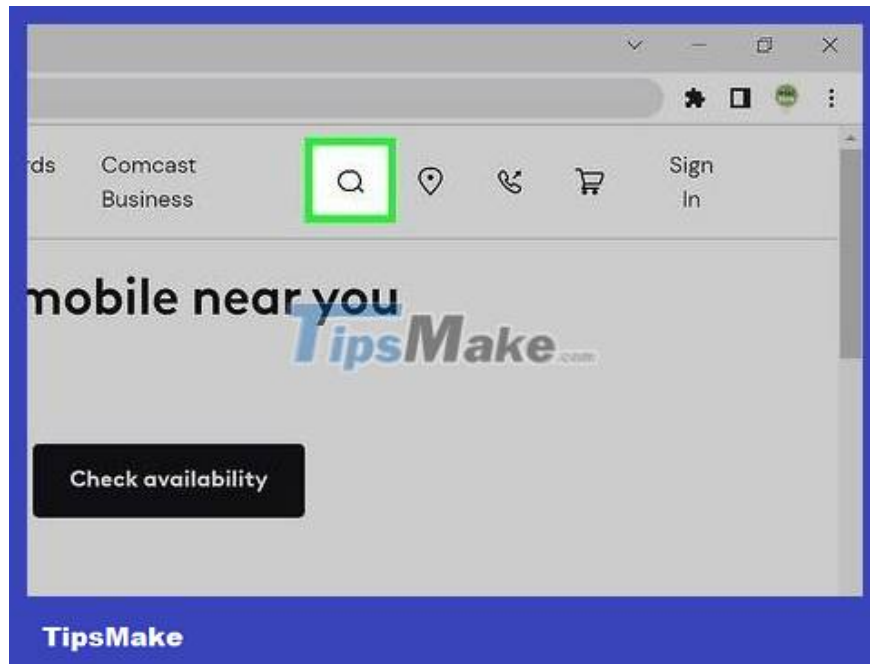 rds Comcast Sign
Business In
mobile near you
TipsMake.com
Check availability
TipsMake